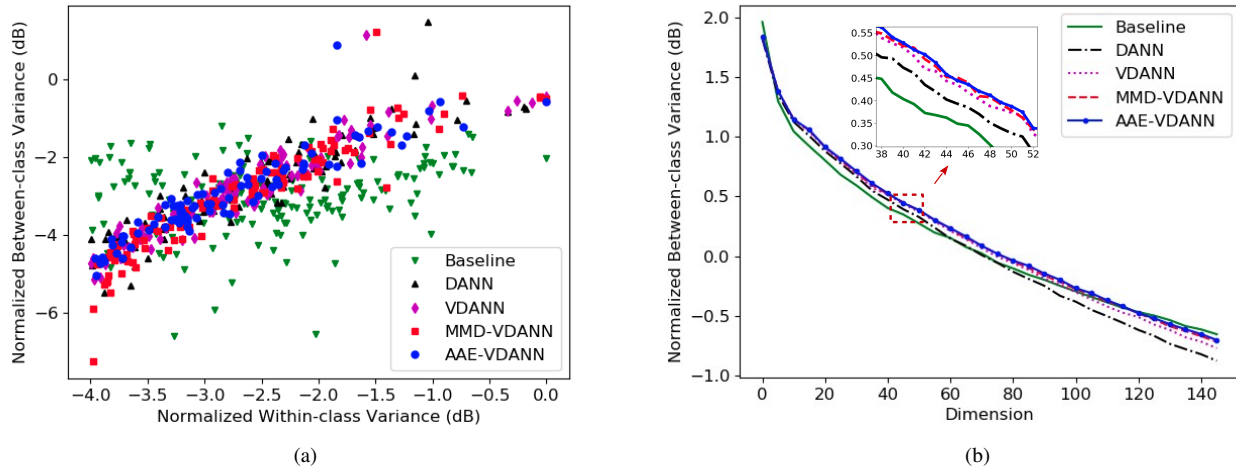 0
−2
−4
−6
Normalized Between-class Variance (dB)
−4.0 −3.5 −3.0 −2.5 −2.0 −1.5 −1.0 −0.5 0.0
Normalized Within-class Variance (dB)
Baseline
DANN
VDANN
MMD-VDANN
AAE-VDANN
(a)
2.0
1.5
1.0
0.5
0.0
−0.5
−1.0
Normalized Between-class Variance (dB)
0 20 40 60 80 100 120 140
Dimension
0.55
0.50
0.45
0.40
0.35
0.30
38 40 42 44 46 48 50 52
Baseline
DANN
VDANN
MMD-VDANN
AAE-VDANN
(b)